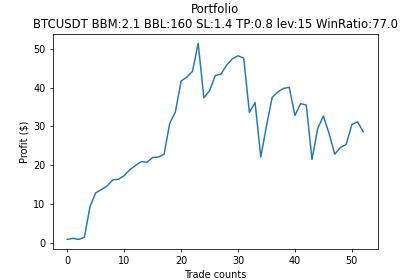 Portfolio
BTCUSDT BBM:2.1 BBL:160 SL:1.4 TP:0.8 lev:15 WinRatio:77.0
50
40
30
20
10
0
Profit ($)
0 10 20 30 40 50
Trade counts